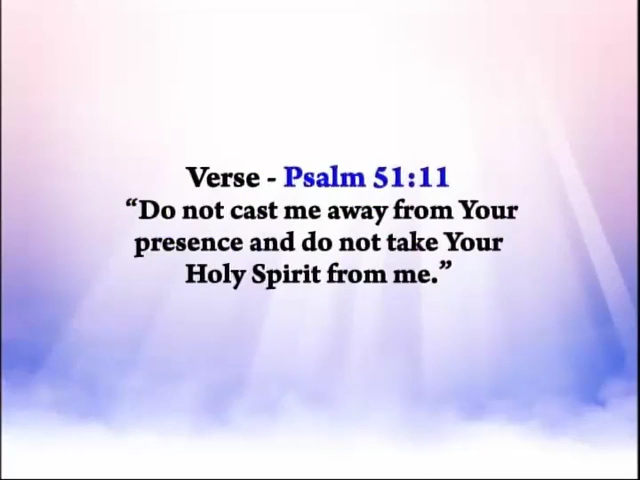 Verse - Psalm 51:11
“Do not cast me away from Your
presence and do not take Your
Holy Spirit from me.”